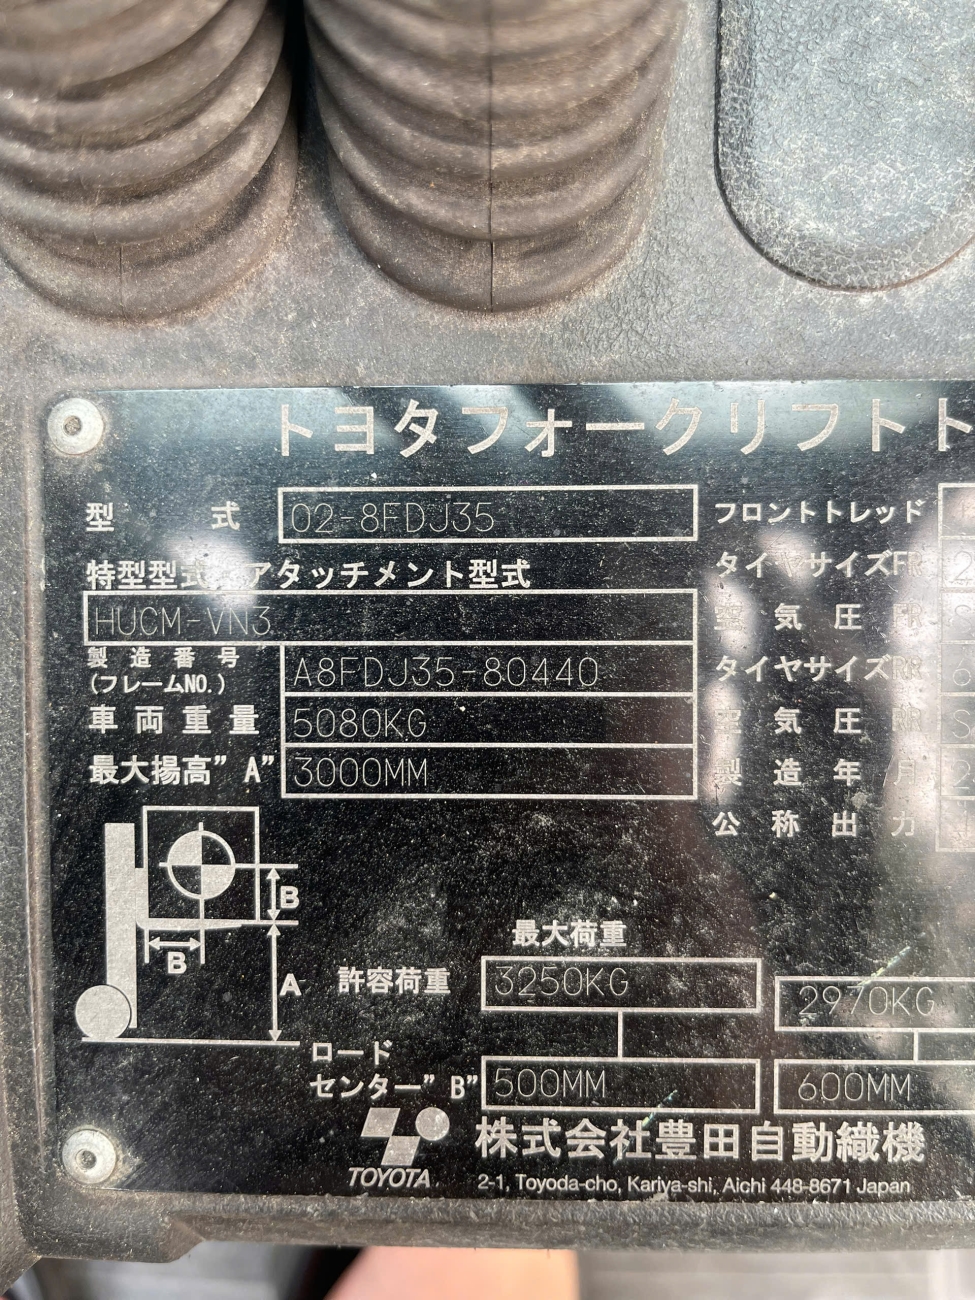 トヨタフォークリフトト
型式 02-8FDJ35
特型型式 アタッチメント型式
HUCM-VN3
製造番号
(フレームNO.) A8FDJ35-80440
車両重量 5080KG
最大揚高"A" 3000MM
フロントトレッド
タイヤサイズFR 2
空気圧 FR S
タイヤサイズRR 6
空気圧 RR S
製造年月 2
公称出力
B
B
A
最大荷重
許容荷重 3250KG 2970KG
ロード
センター"B" 500MM 600MM
TOYOTA
株式会社豊田自動織機
2-1, Toyoda-cho, Kariya-shi, Aichi 448-8671 Japan